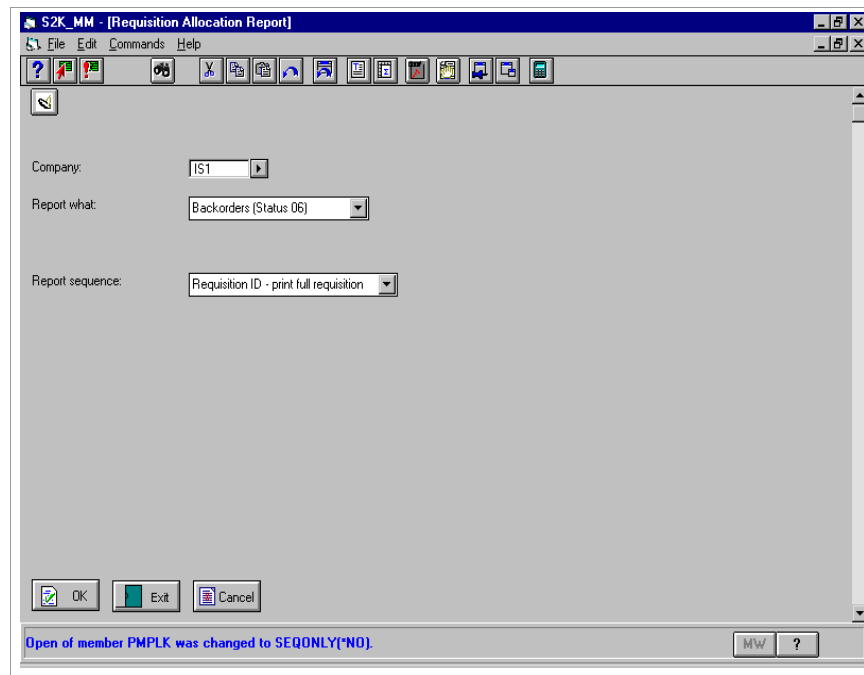 S2K_MM - [Requisition Allocation Report]
File Edit Commands Help
?
Company: IS1
Report what: Backorders (Status 06)
Report sequence: Requisition ID - print full requisition
OK Exit Cancel
Open of member PMPLK was changed to SEQONLY(*NO). MW ?